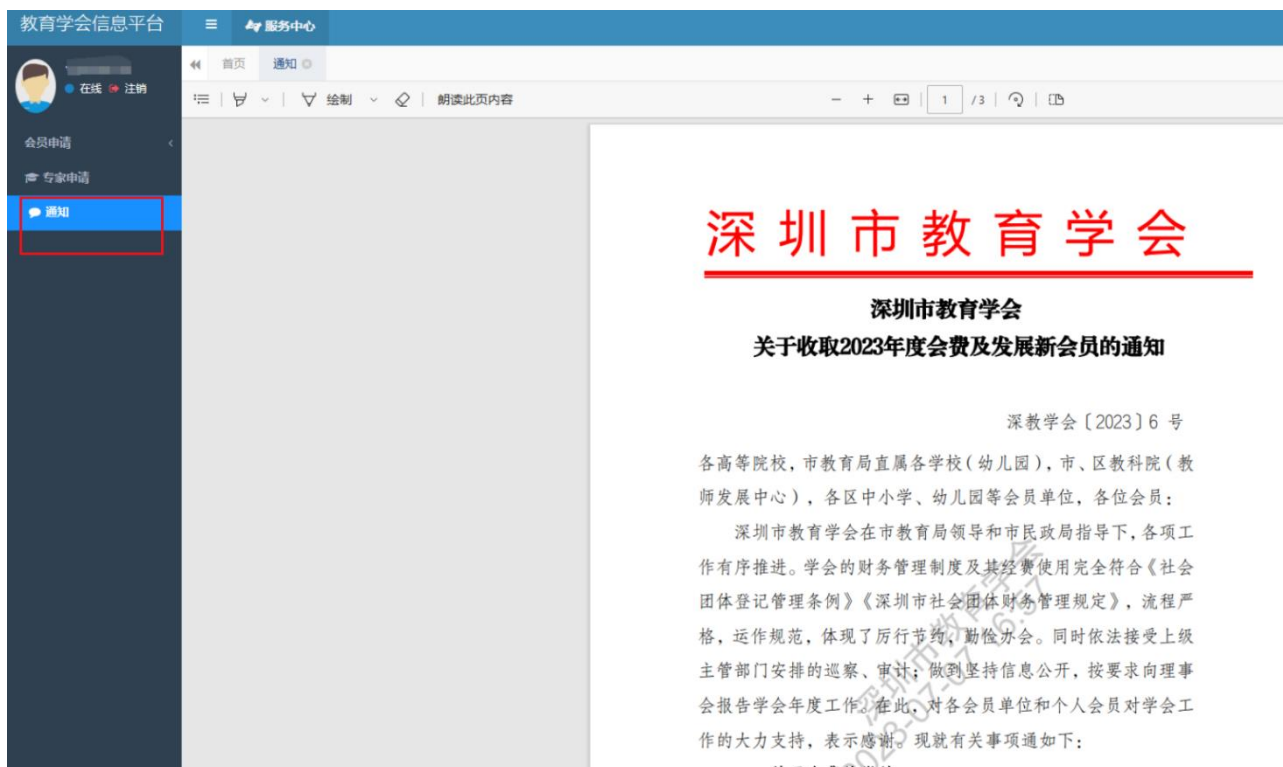 教育学会信息平台
服务中心
首页 通知
在线 注销
朗读此页内容
绘制
1 /3
会员申请
专家申请
通知
深圳市教育学会
深圳市教育学会
关于收取2023年度会费及发展新会员的通知
深教学会〔2023〕6 号
各高等院校，市教育局直属各学校(幼儿园)，市、区教科院(教
师发展中心)，各区中小学、幼儿园等会员单位，各位会员：
深圳市教育学会在市教育局领导和市民政局指导下，各项工
作有序推进。学会的财务管理制度及其经费使用完全符合《社会
团体登记管理条例》《深圳市社会团体财务管理规定》，流程严
格，运作规范，体现了厉行节约，勤俭办会。同时依法接受上级
主管部门安排的巡察、审计；做到坚持信息公开，按要求向理事
会报告学会年度工作。在此，对各会员单位和个人会员对学会工
作的大力支持，表示感谢。现就有关事项通如下：
深圳市教育学会
2023-07-07 16:57